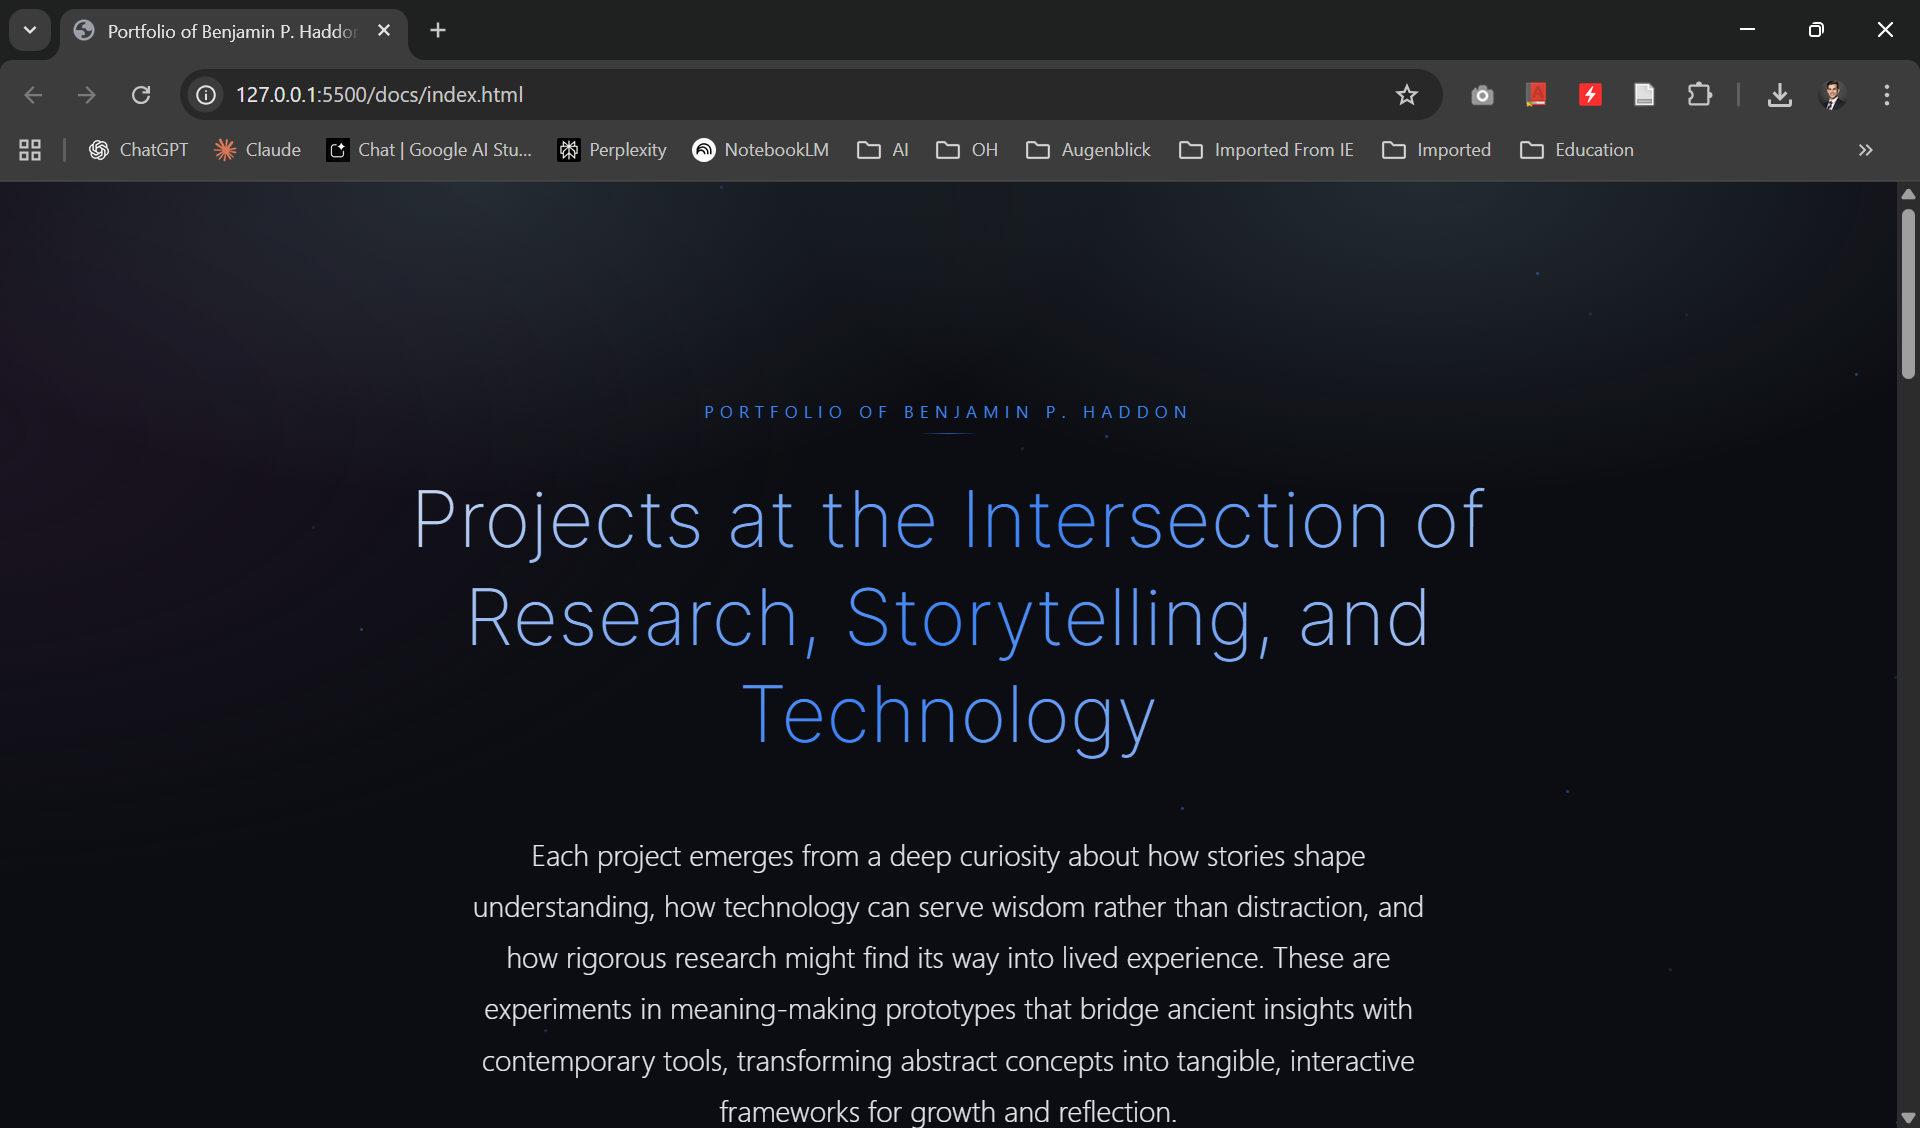 Portfolio of Benjamin P. Haddon
127.0.0.1:5500/docs/index.html
ChatGPT
Claude
Chat | Google AI Stu...
Perplexity
NotebookLM
AI
OH
Augenblick
Imported From IE
Imported
Education
PORTFOLIO OF BENJAMIN P. HADDON
Projects at the Intersection of
Research, Storytelling, and
Technology
Each project emerges from a deep curiosity about how stories shape
understanding, how technology can serve wisdom rather than distraction, and
how rigorous research might find its way into lived experience. These are
experiments in meaning-making prototypes that bridge ancient insights with
contemporary tools, transforming abstract concepts into tangible, interactive
frameworks for growth and reflection.